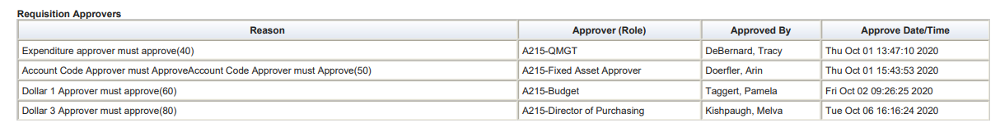 Requisition Approvers
Reason Approver (Role) Approved By Approve Date/Time
Expenditure approver must approve(40) A215-QMGT DeBernard, Tracy Thu Oct 01 13:47:10 2020
Account Code Approver must ApproveAccount Code Approver must Approve(50) A215-Fixed Asset Approver Doerfler, Arin Thu Oct 01 15:43:53 2020
Dollar 1 Approver must approve(60) A215-Budget Taggert, Pamela Fri Oct 02 09:26:25 2020
Dollar 3 Approver must approve(80) A215-Director of Purchasing Kishpaugh, Melva Tue Oct 06 16:16:24 2020